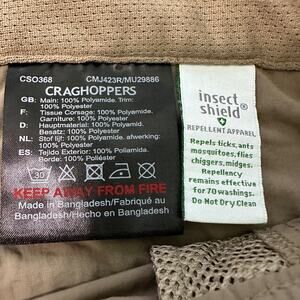 CSO368 CMJ423R/MU29886
CRAGHOPPERS
GB: Main: 100% Polyamide. Trim:
100% Polyester.
F: Tissue Corsage: 100% Polyamide.
Garniture: 100% Polyester.
D: Hauptmaterial: 100% Polyamid.
Besatz: 100% Polyester.
NL: Stof lijf: 100% Polyamide. afwerking:
100% Polyester.
ES: Tejido Exterior: 100% Poliamida.
Borde: 100% Poliéster.
30
KEEP AWAY FROM FIRE
Made in Bangladesh/Fabriqué au
Bangladesh/Hecho en Bangladesh
insect
shield
REPELLENT APPAREL
Repels ticks, ants
mosquitoes, flies
chiggers, midges.
Repellency
remains effective
for 70 washings.
Do Not Dry Clean